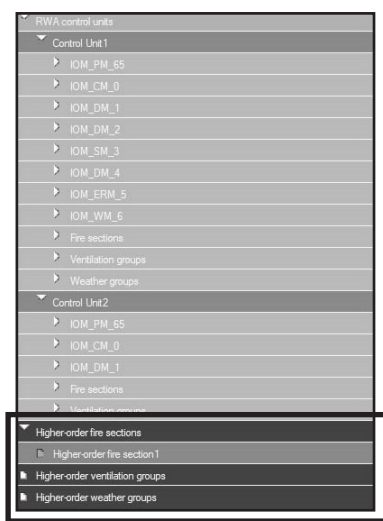 RWA control units
Control Unit1
IOM_PM_65
IOM_CM_0
IOM_DM_1
IOM_DM_2
IOM_SM_3
IOM_DM_4
IOM_ERM_5
IOM_WM_6
Fire sections
Ventilation groups
Weather groups
Control Unit2
IOM_PM_65
IOM_CM_0
IOM_DM_1
Fire sections
Ventilation groups
Higher-order fire sections
Higher-order fire section1
Higher-order ventilation groups
Higher-order weather groups